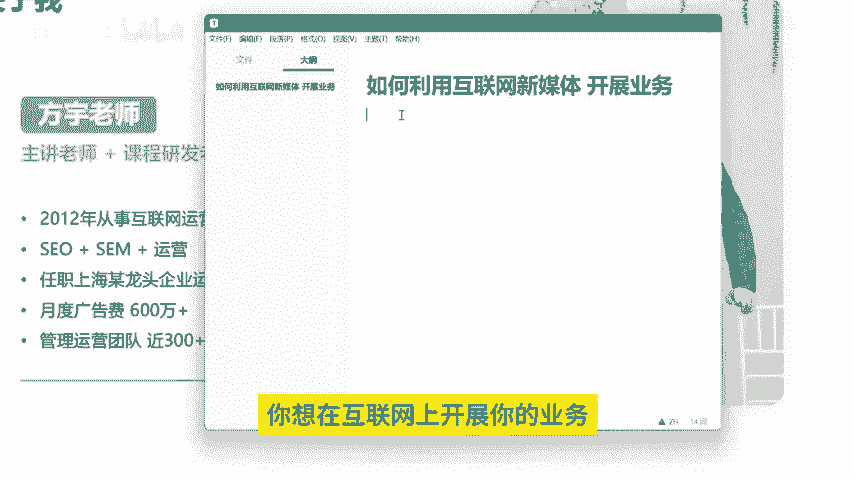 方宇老师
主讲老师 + 课程研发
2012年从事互联网运营
SEO + SEM + 运营
任职上海某龙头企业运
月度广告费 600万+
管理运营团队 近300+
文件(F) 编辑(E) 段落(P) 格式(O) 视图(V) 主题(T) 帮助(H)
文件 大纲
如何利用互联网新媒体 开展业务
如何利用互联网新媒体 开展业务
14 词
你想在互联网上开展你的业务